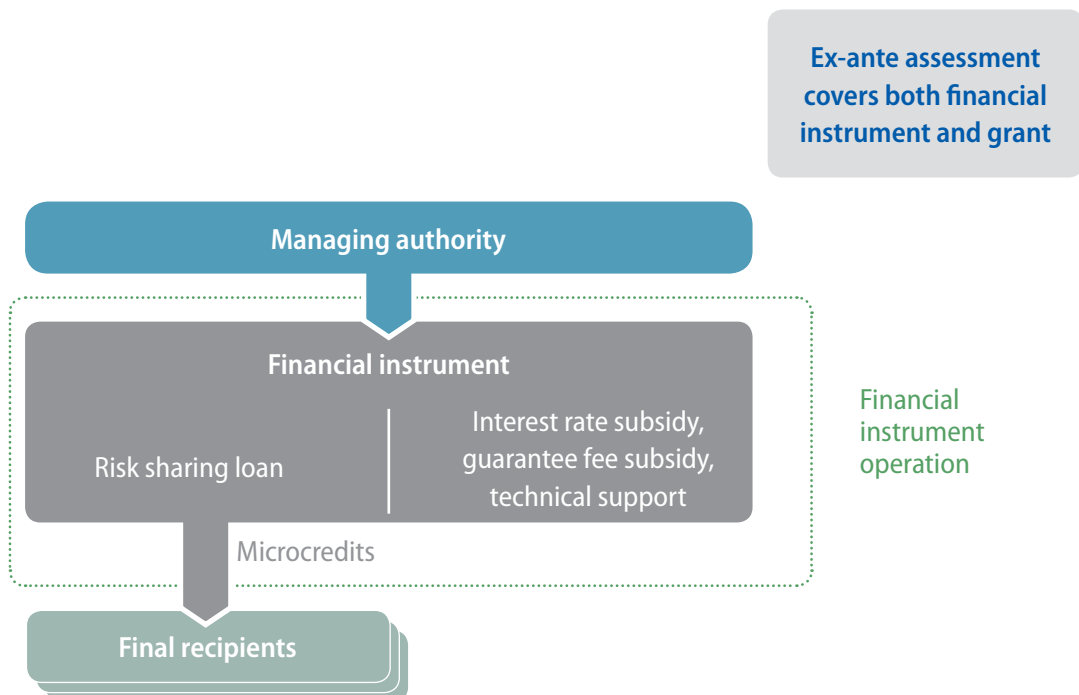 Ex-ante assessment
covers both financial
instrument and grant
Managing authority
Financial instrument
Risk sharing loan
Interest rate subsidy,
guarantee fee subsidy,
technical support
Financial
instrument
operation
Microcredits
Final recipients